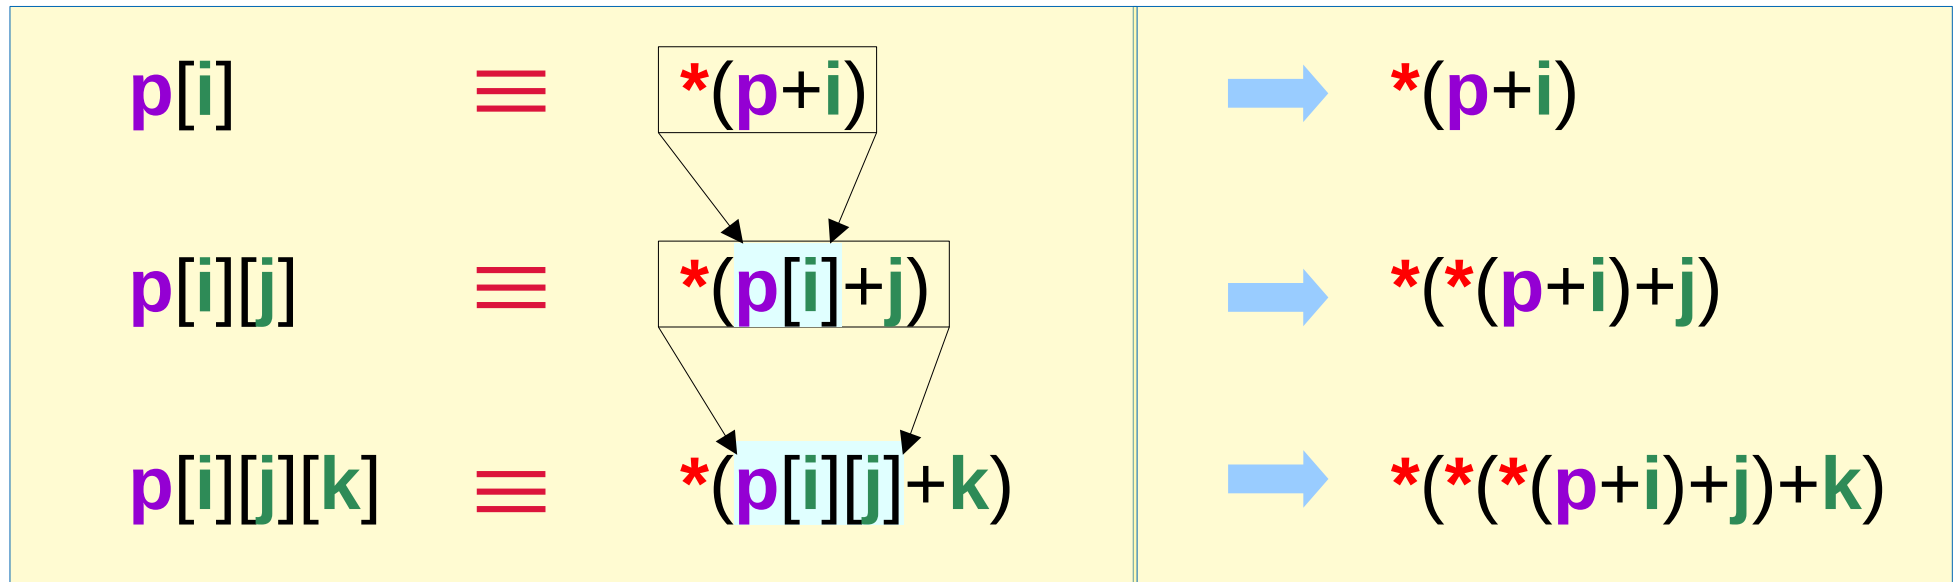 p[i] ≡ *(p+i) *(p+i)
p[i][j] ≡ *(p[i]+j) *(*(p+i)+j)
p[i][j][k] ≡ *(p[i][j]+k) *(*(*(p+i)+j)+k)